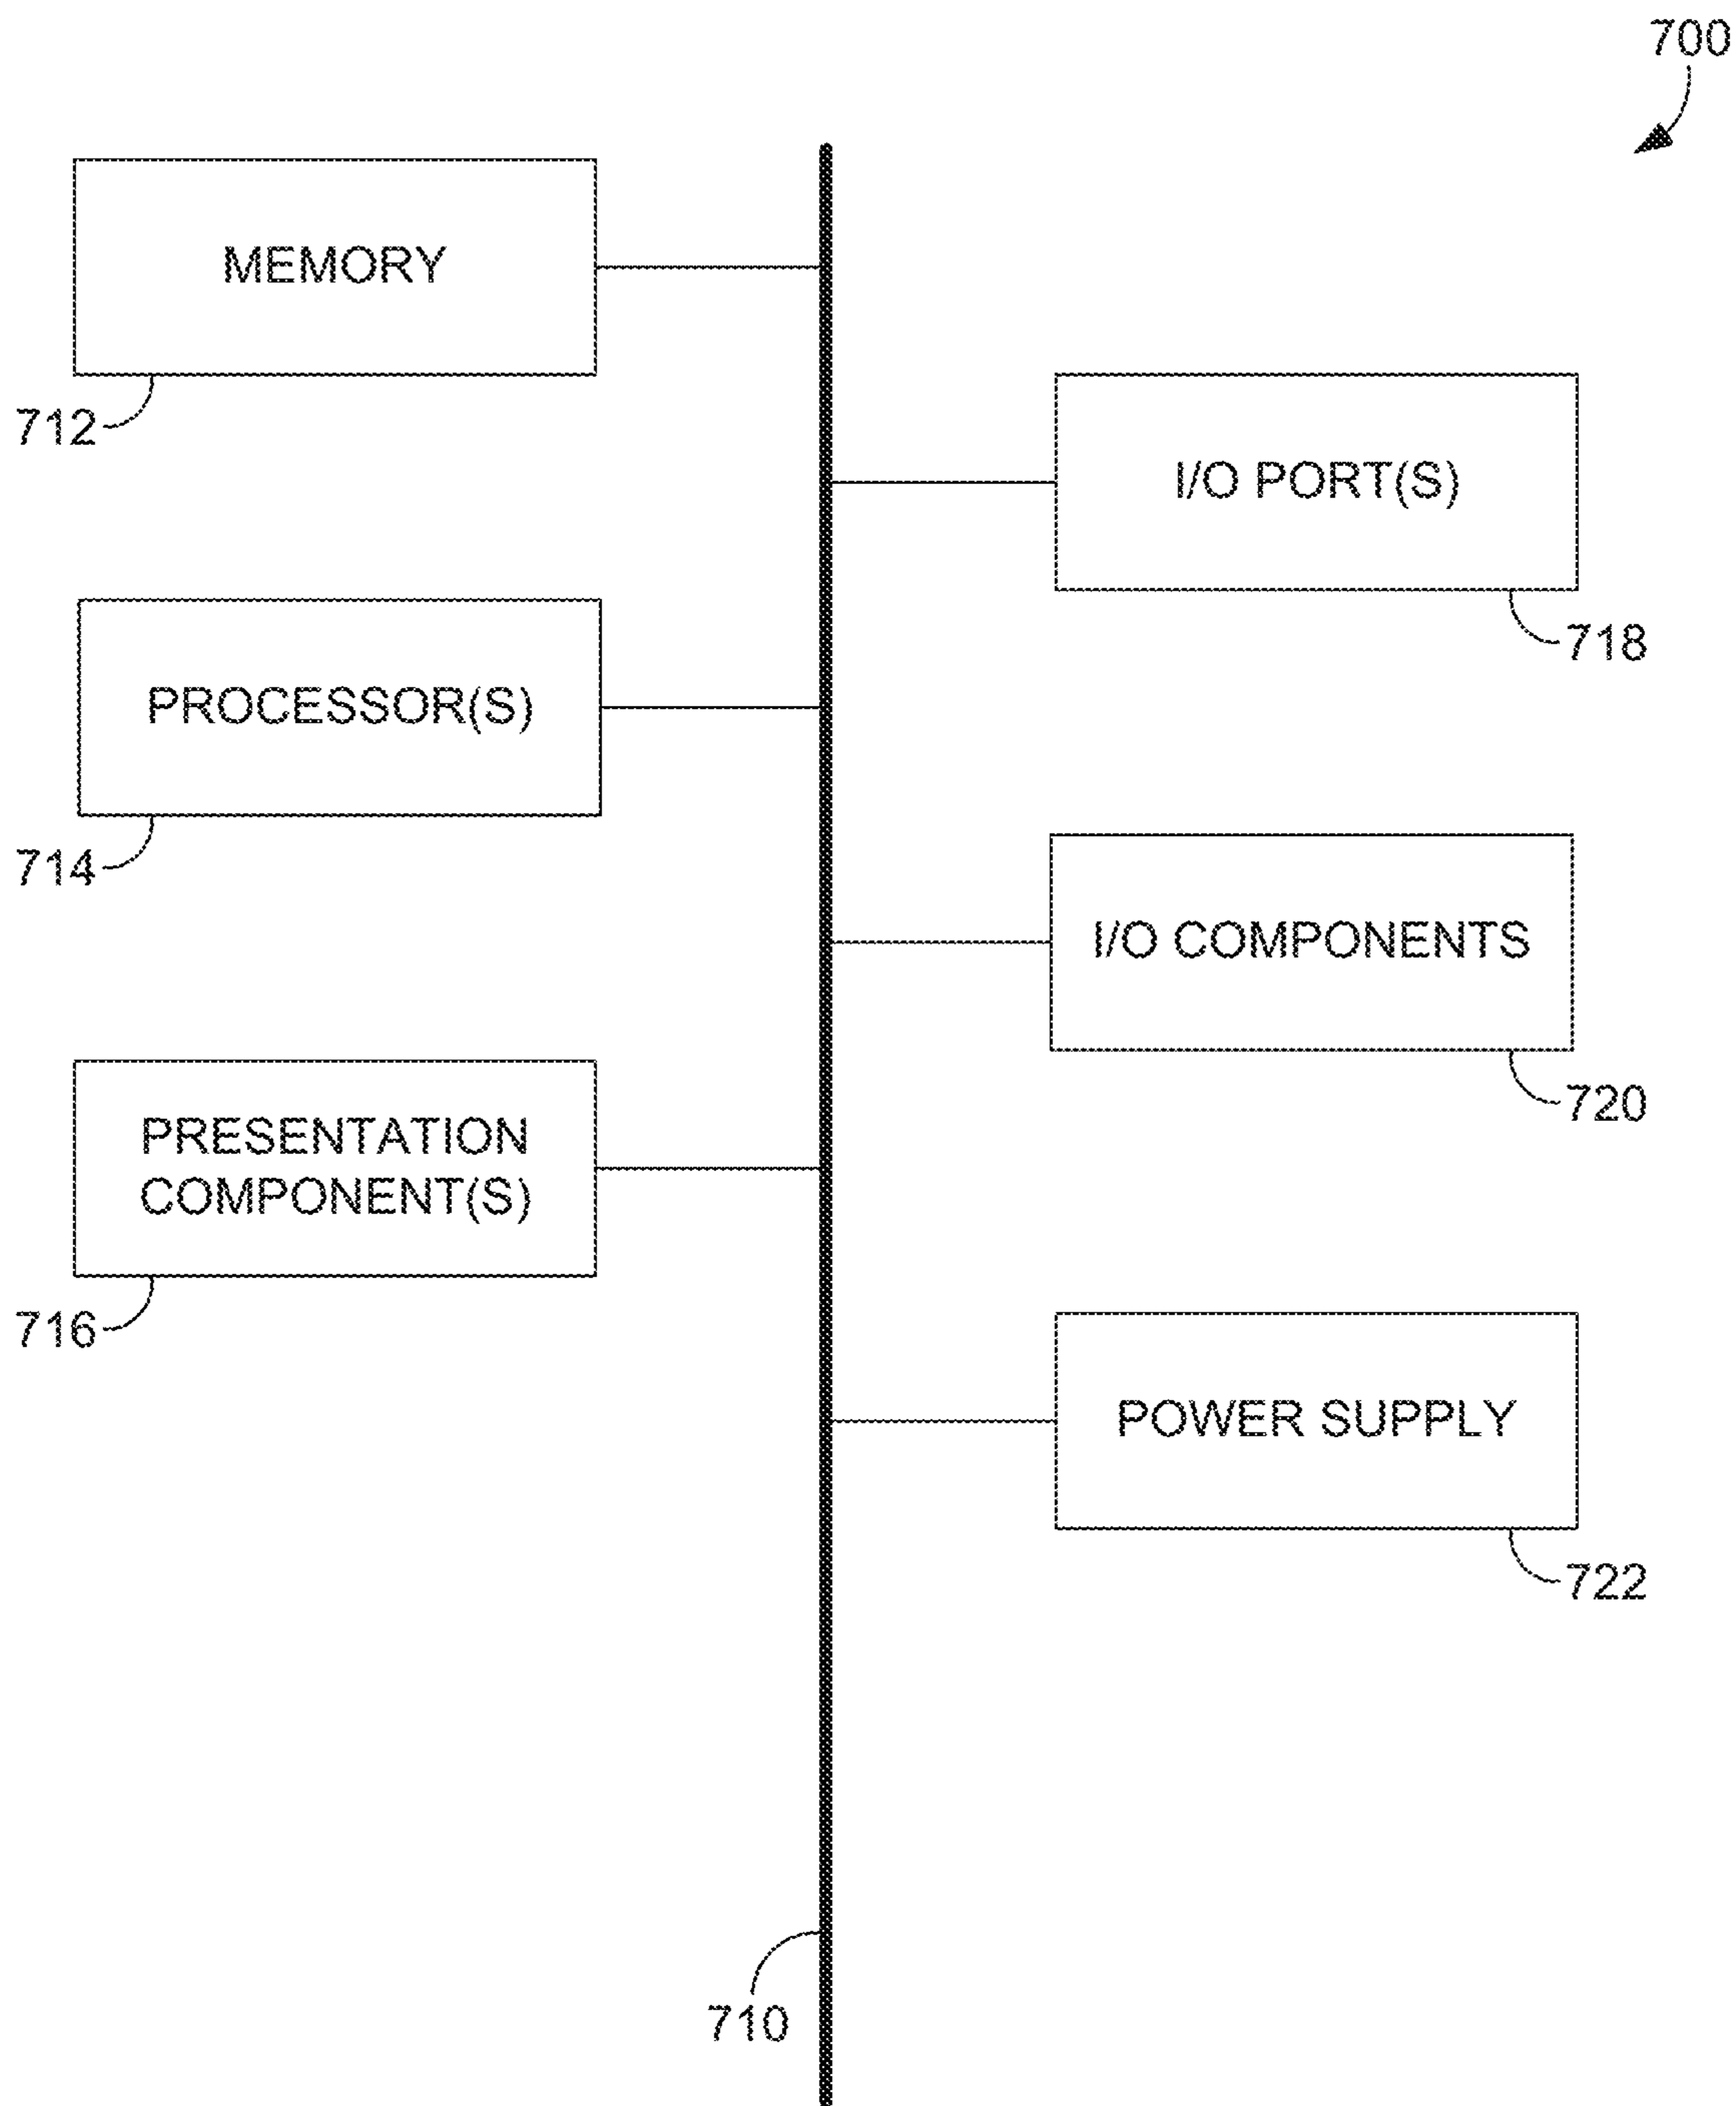 700
MEMORY
712
I/O PORT(S)
718
PROCESSOR(S)
714
I/O COMPONENTS
720
PRESENTATION
COMPONENT(S)
716
POWER SUPPLY
722
710